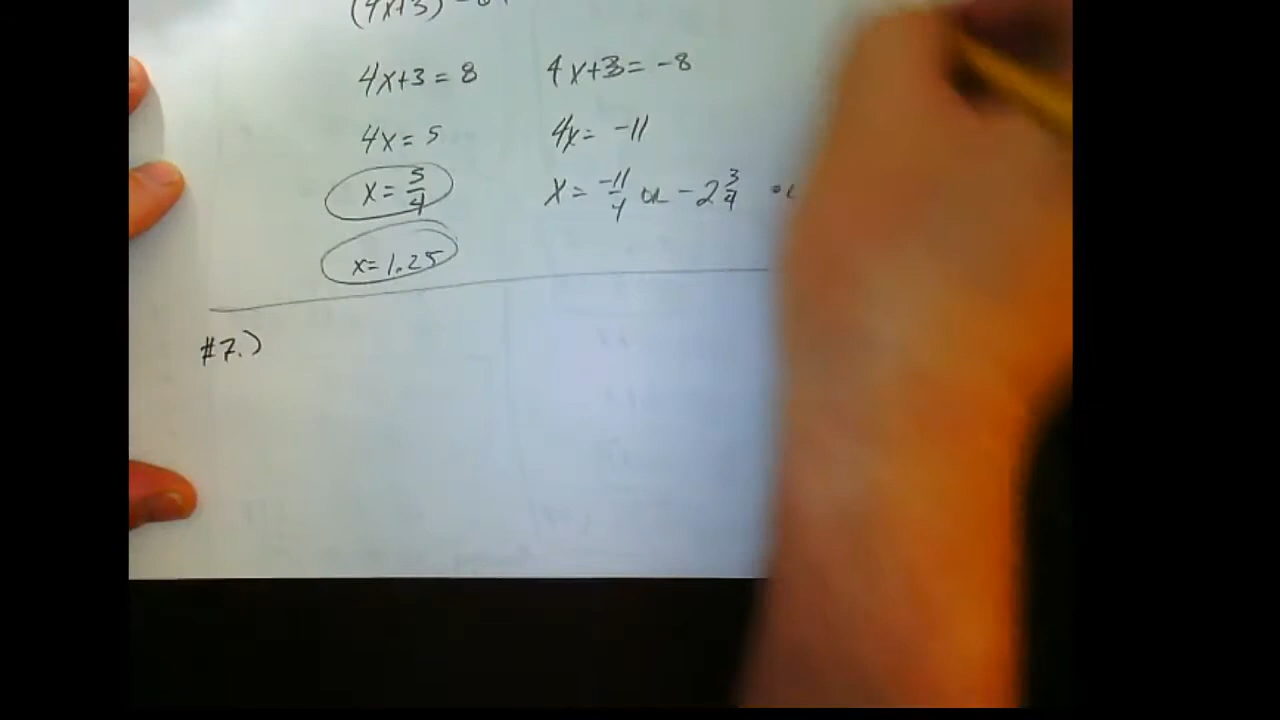 4x+3 = 8 4x+3 = -8
4x = 5 4x = -11
x = 5/4 x = -11/4 or -2 3/4
x = 1.25
#7.)